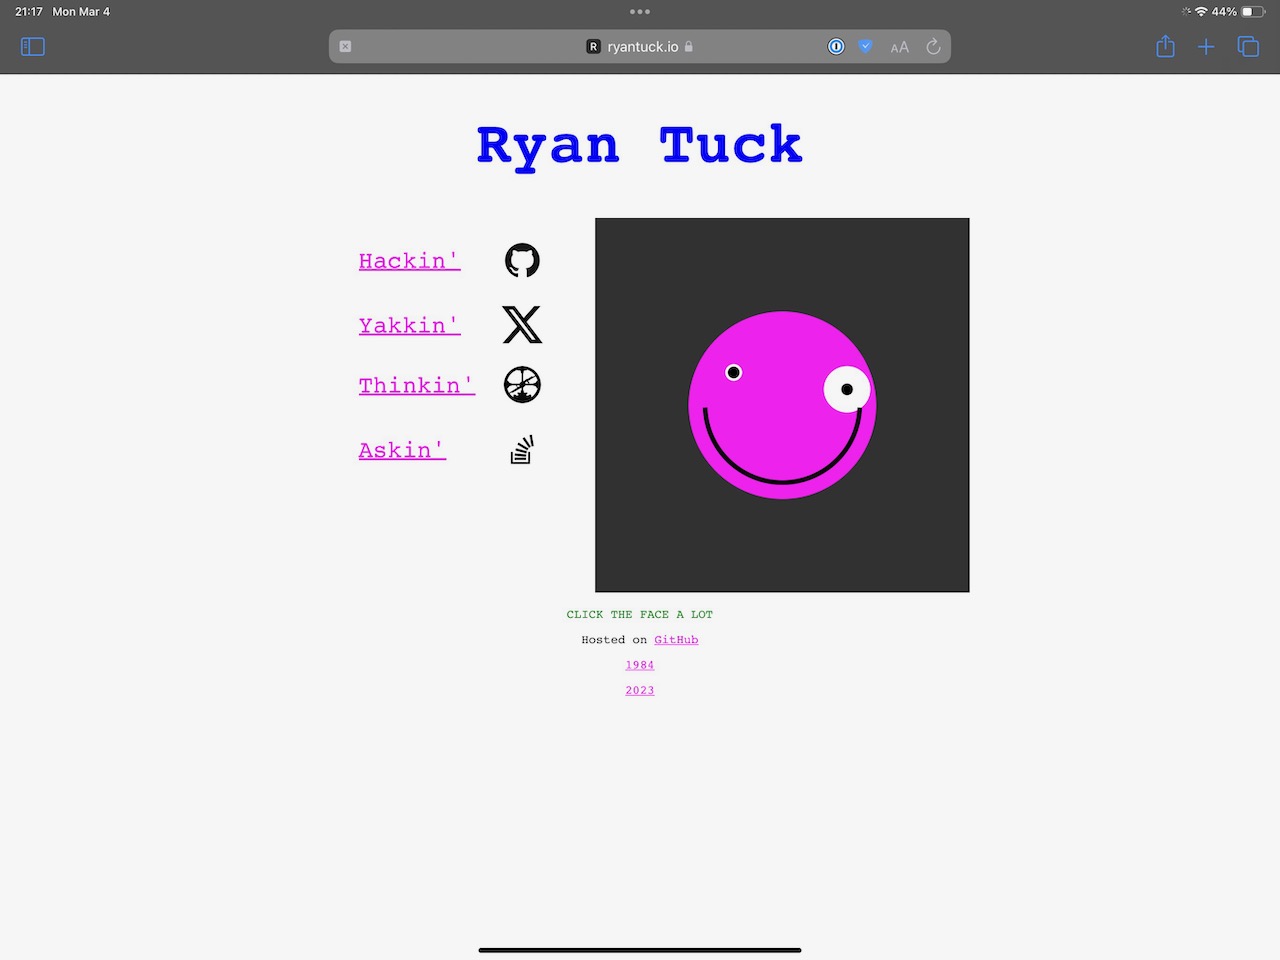 21:17 Mon Mar 4
44%
R ryantuck.io
AA
Ryan Tuck
Hackin'
Yakkin'
Thinkin'
Askin'
CLICK THE FACE A LOT
Hosted on GitHub
1984
2023